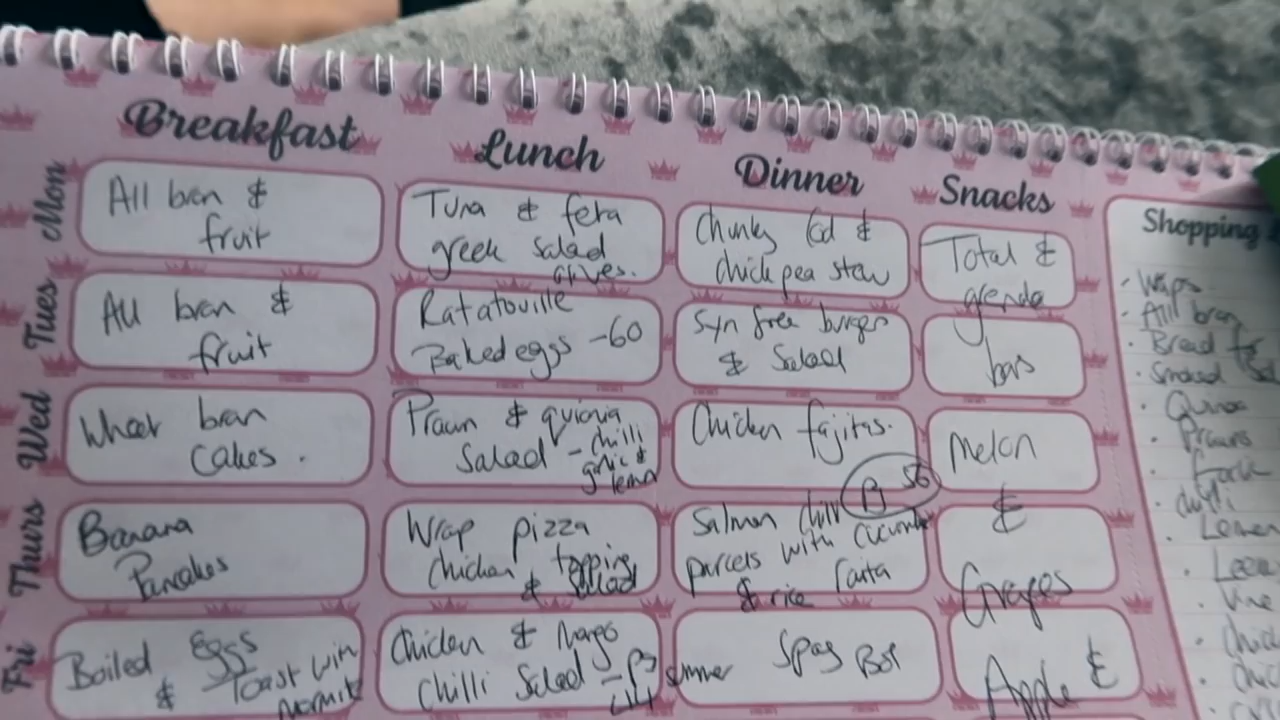 Breakfast Lunch Dinner Snacks Shopping
Mon
All bran &
fruit
Tuna & feta
greek salad
olives.
Chunky Cod &
chickpea stew
Total &
Tues
All bran &
fruit
Ratatouille
Baked eggs -60
Syn free burger
& Salad
bars
Wed
Wheat bran
Cakes.
Prawn & quinoa
Salad - chilli
garlic &
lemon
Chicken fajitas.
P 56
Melon
&
Thurs
Banana
Pancakes
Wrap pizza
Chicken topping
& Salad
Salmon
parcels with cucumber
& rice
Grapes
Fri
Boiled Eggs
& Toast with
marmite
Chicken & Mango
Chilli Salad
Spag Bol
Apple &
· Wraps
· All bran
· Bread
· Smoked
· Quinoa
· Prawns
· chilli
· Lemon